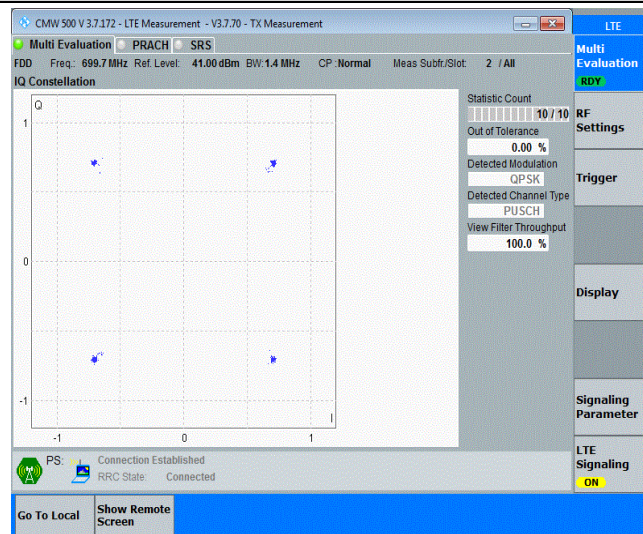 CMW 500 V 3.7.172 - LTE Measurement - V3.7.70 - TX Measurement
LTE
Multi Evaluation PRACH SRS
Multi
Evaluation
RDY
FDD Freq.: 699.7 MHz Ref. Level: 41.00 dBm BW: 1.4 MHz CP : Normal Meas Subfr./Slot: 2 / All
IQ Constellation
Q
1
0
-1
-1 0 1
I
Statistic Count
10 / 10
Out of Tolerance
0.00 %
Detected Modulation
QPSK
Detected Channel Type
PUSCH
View Filter Throughput
100.0 %
RF
Settings
Trigger
Display
Signaling
Parameter
LTE
Signaling
ON
PS: Connection Established
RRC State: Connected
Go To Local
Show Remote
Screen